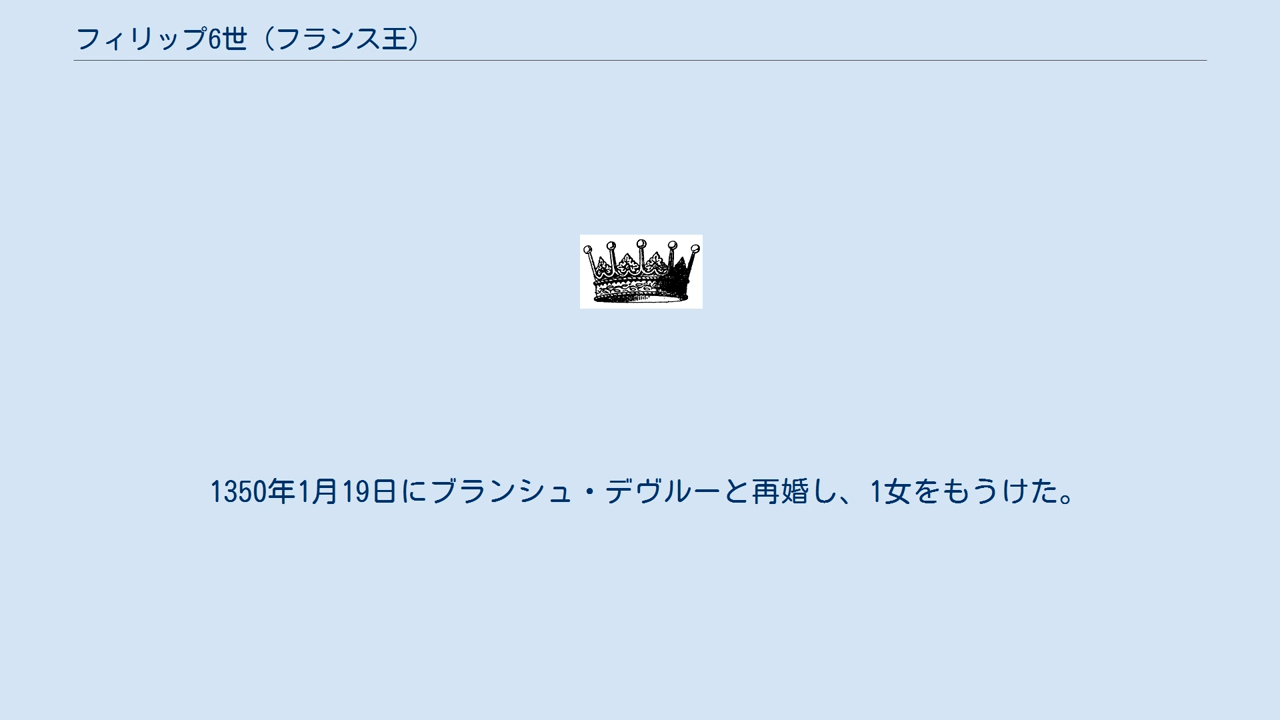 フィリップ6世（フランス王）
1350年1月19日にブランシュ・デヴルーと再婚し、1女をもうけた。